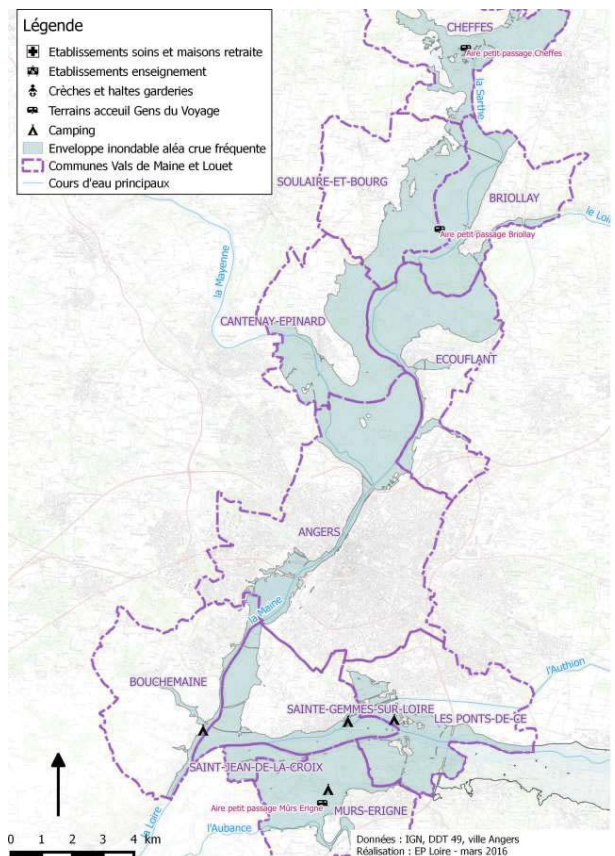 Légende
Etablissements soins et maisons retraite
Etablissements enseignement
Crèches et haltes garderies
Terrains acceuil Gens du Voyage
Camping
Enveloppe inondable aléa crue fréquente
Communes Vals de Maine et Louet
Cours d'eau principaux
CHEFFES
Aire petit-passage Cheffes
la Sarthe
SOULAIRE-ET-BOURG
BRIOLLAY
le Loir
Aire petit-passage Briollay
la Mayenne
CANTENAY-EPINARD
ECOUFLANT
ANGERS
la Maine
BOUCHEMAINE
l'Authion
SAINTE-GEMMES-SUR-LOIRE
LES PONTS-DE-CE
SAINT-JEAN-DE-LA-CROIX
Aire petit passage Mûrs Erigne
MURS-ERIGNE
la Loire
l'Aubance
0 1 2 3 4 km
Données : IGN, DDT 49, ville Angers
Réalisation : EP Loire - mars 2016